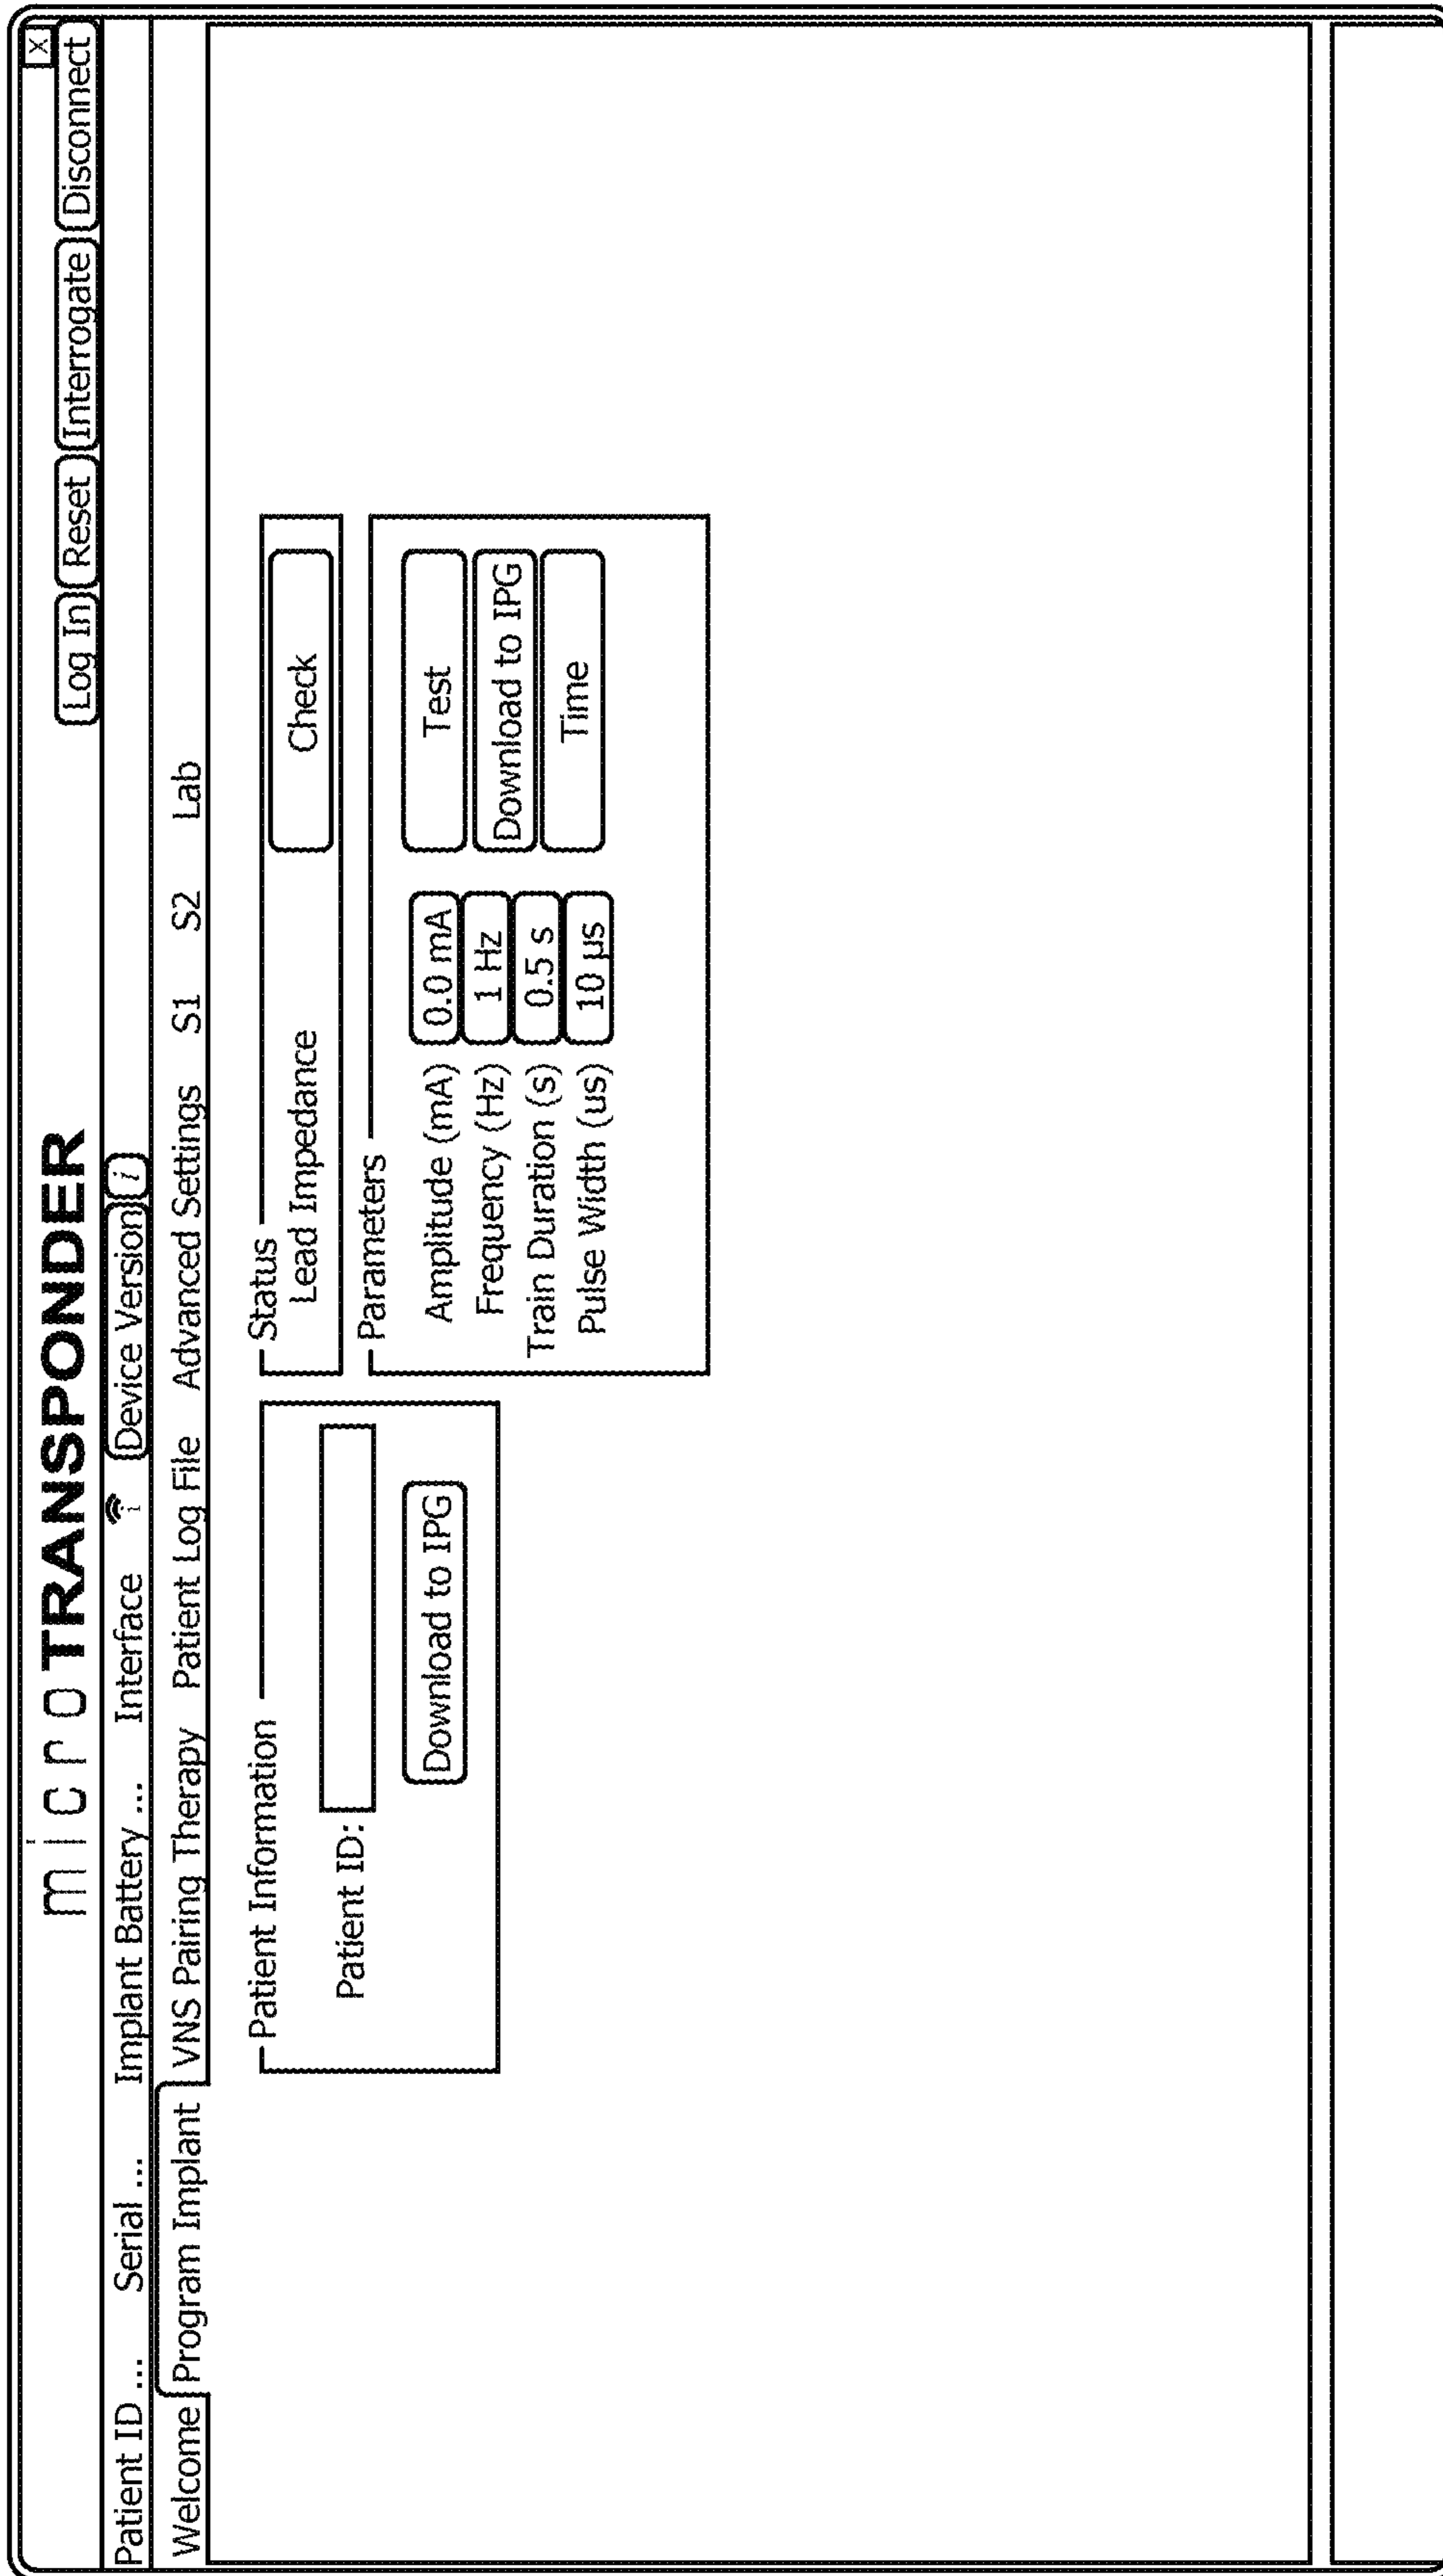 microTRANSPONDER
X
Log In Reset Interrogate Disconnect
Patient ID ... Serial ... Implant Battery ... Interface Device Version i
Welcome Program Implant VNS Pairing Therapy Patient Log File Advanced Settings S1 S2 Lab
Patient Information
Patient ID:
Download to IPG
Status
Lead Impedance Check
Parameters
Amplitude (mA) 0.0 mA
Frequency (Hz) 1 Hz
Train Duration (s) 0.5 s
Pulse Width (us) 10 µs
Test
Download to IPG
Time